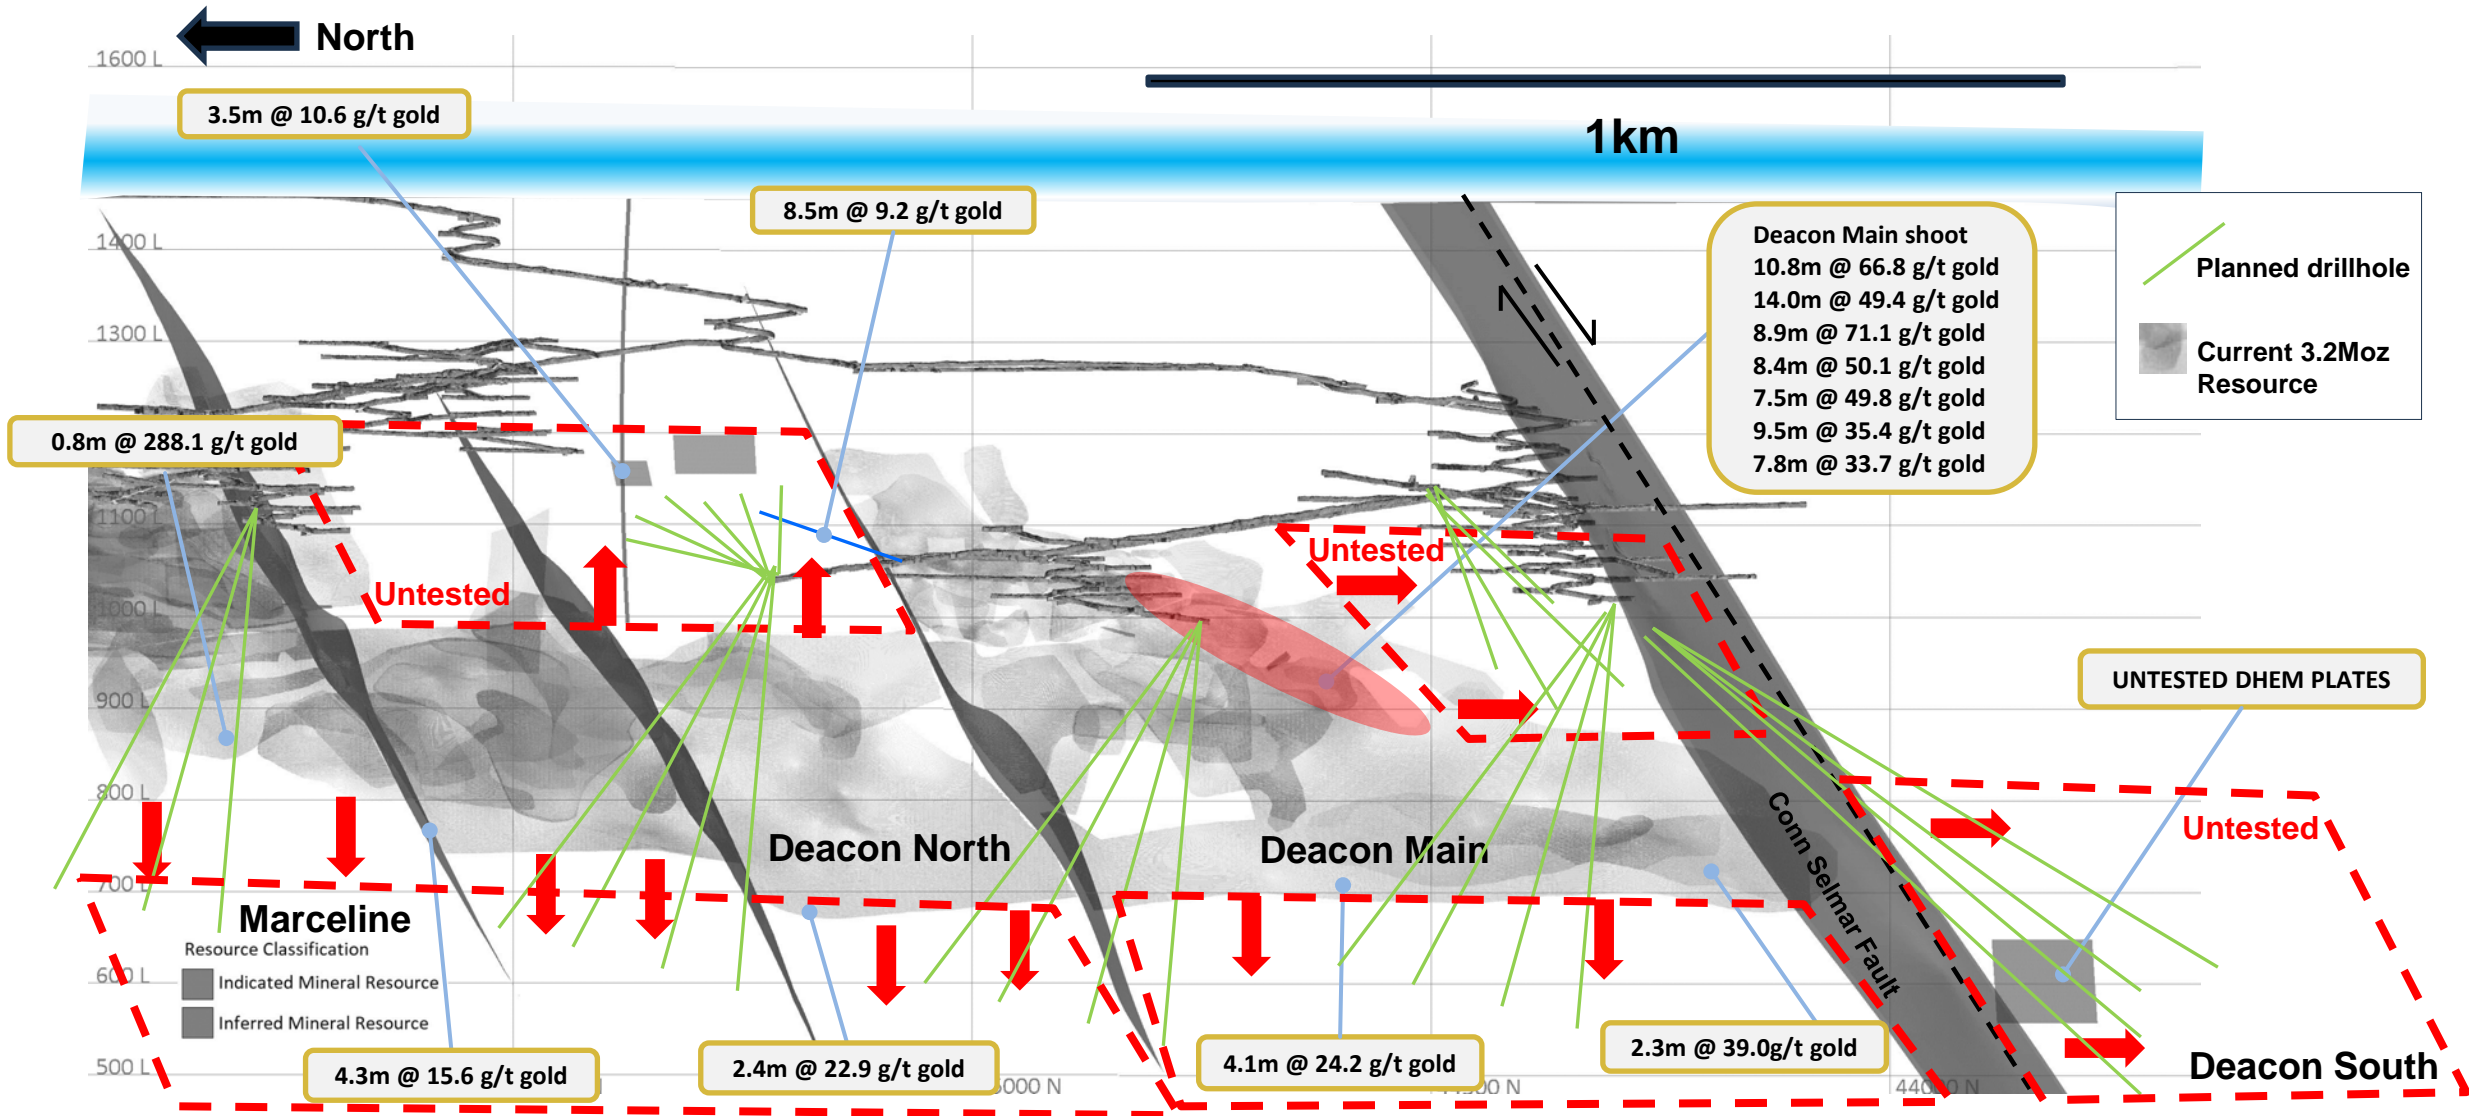 North
1600 L
3.5m @ 10.6 g/t gold
1km
8.5m @ 9.2 g/t gold
1400 L
Deacon Main shoot
10.8m @ 66.8 g/t gold
14.0m @ 49.4 g/t gold
8.9m @ 71.1 g/t gold
8.4m @ 50.1 g/t gold
7.5m @ 49.8 g/t gold
9.5m @ 35.4 g/t gold
7.8m @ 33.7 g/t gold
Planned drillhole
Current 3.2Moz
Resource
1300 L
0.8m @ 288.1 g/t gold
1100 L
Untested
Untested
1000 L
900 L
UNTESTED DHEM PLATES
800 L
Untested
Deacon North
Deacon Main
Conn Selmar Fault
700 L
Marceline
Resource Classification
Indicated Mineral Resource
Inferred Mineral Resource
600 L
500 L
4.3m @ 15.6 g/t gold
2.4m @ 22.9 g/t gold
4.1m @ 24.2 g/t gold
2.3m @ 39.0g/t gold
Deacon South
5000 N
44000 N